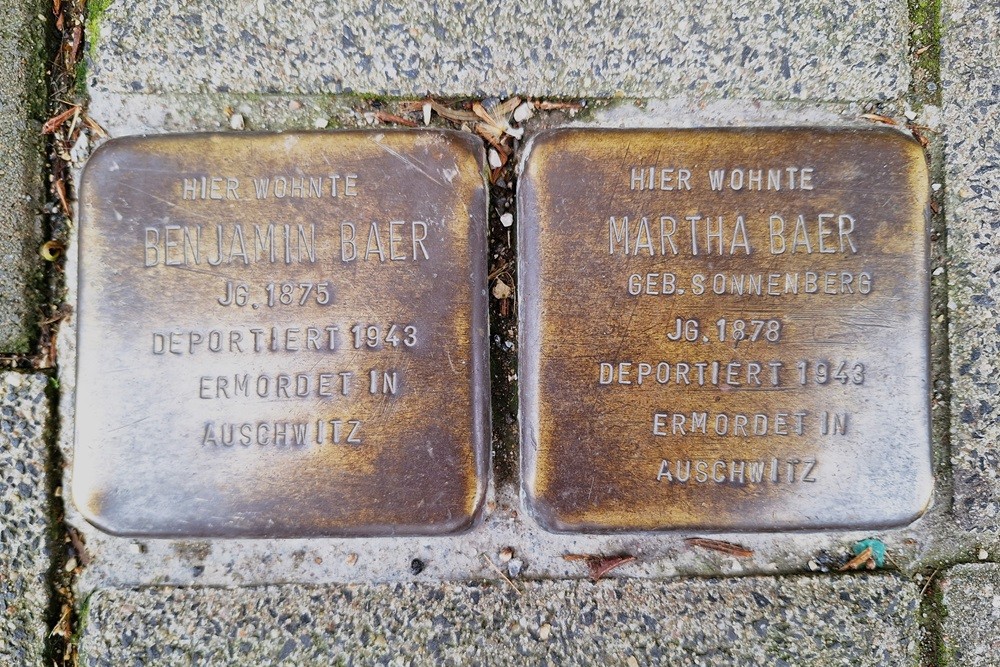 HIER WOHNTE
BENJAMIN BAER
JG. 1875
DEPORTIERT 1943
ERMORDET IN
AUSCHWITZ
HIER WOHNTE
MARTHA BAER
GEB. SONNENBERG
JG. 1878
DEPORTIERT 1943
ERMORDET IN
AUSCHWITZ